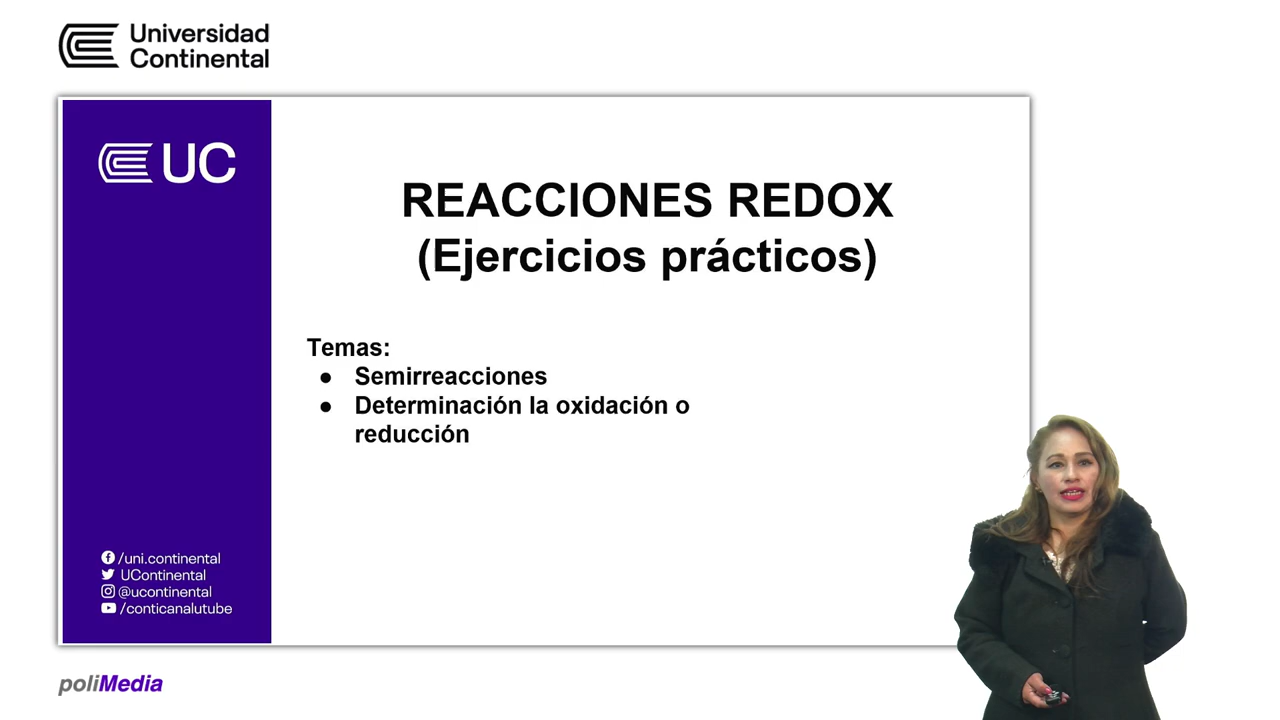 Universidad
Continental
UC
REACCIONES REDOX
(Ejercicios prácticos)
Temas:
● Semirreacciones
● Determinación la oxidación o
reducción
/uni.continental
UContinental
@ucontinental
/conticanalutube
poliMedia